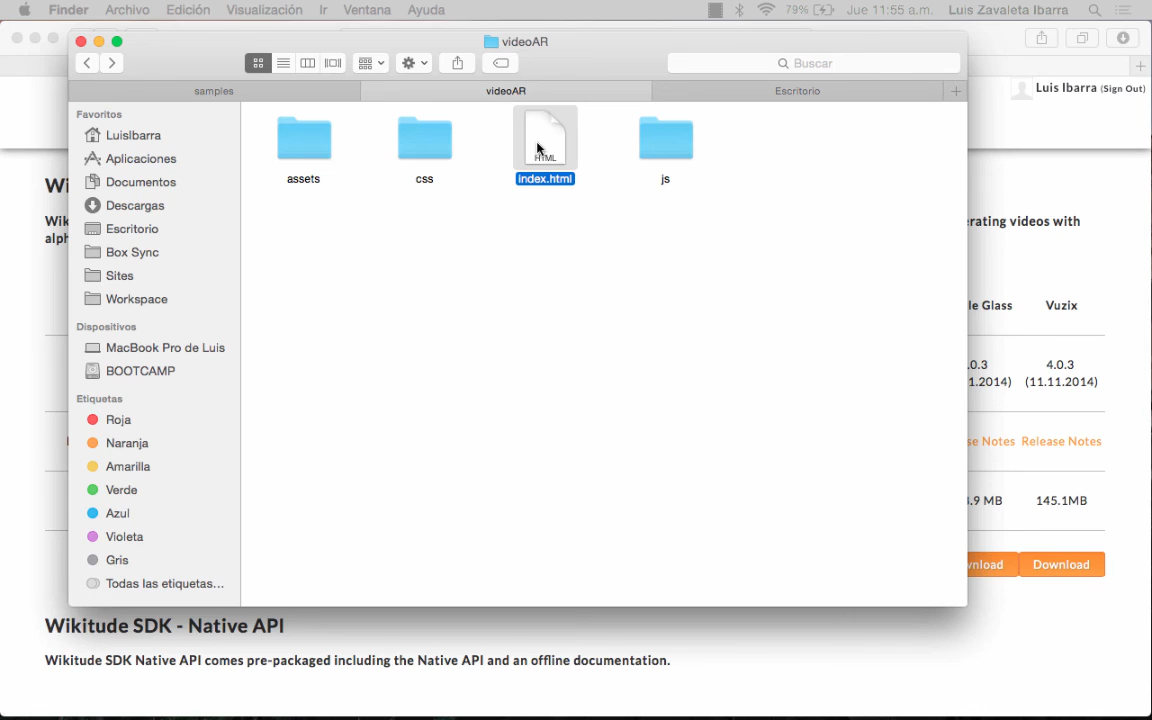 Finder Archivo Edición Visualización Ir Ventana Ayuda 79% Jue 11:55 a.m. Luis Zavaleta Ibarra
videoAR
Buscar
samples videoAR Escritorio
Luis Ibarra (Sign Out)
Favoritos
LuisIbarra
Aplicaciones
Documentos
Descargas
Escritorio
Box Sync
Sites
Workspace
Dispositivos
MacBook Pro de Luis
BOOTCAMP
Etiquetas
Roja
Naranja
Amarilla
Verde
Azul
Violeta
Gris
Todas las etiquetas...
HTML
assets css index.html js
Wi
Wik
alph
erating videos with
le Glass Vuzix
.0.3 4.0.3
1.2014) (11.11.2014)
se Notes Release Notes
.9 MB 145.1MB
nload Download
Wikitude SDK - Native API
Wikitude SDK Native API comes pre-packaged including the Native API and an offline documentation.